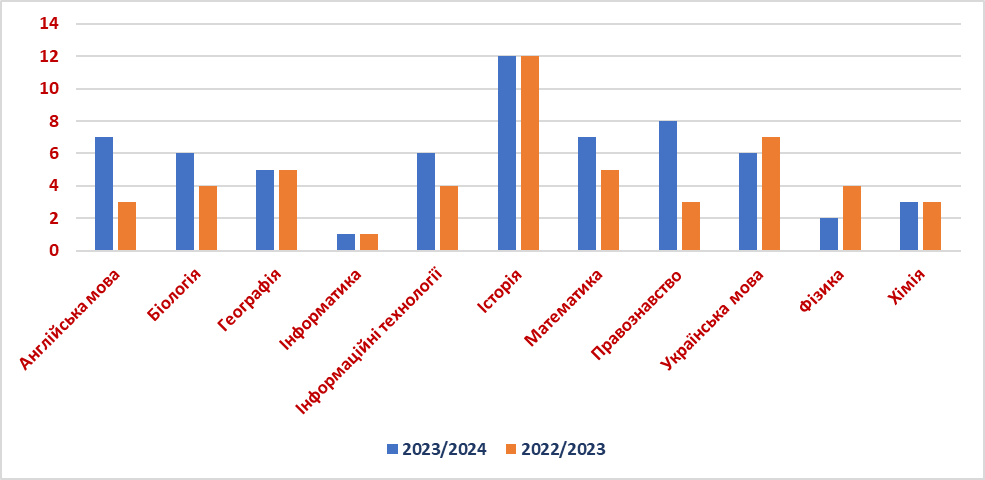 14
12
10
8
6
4
2
0
Англійська мова
Біологія
Географія
Інформатика
Інформаційні технології
Історія
Математика
Правознавство
Українська мова
Фізика
Хімія
2023/2024 2022/2023